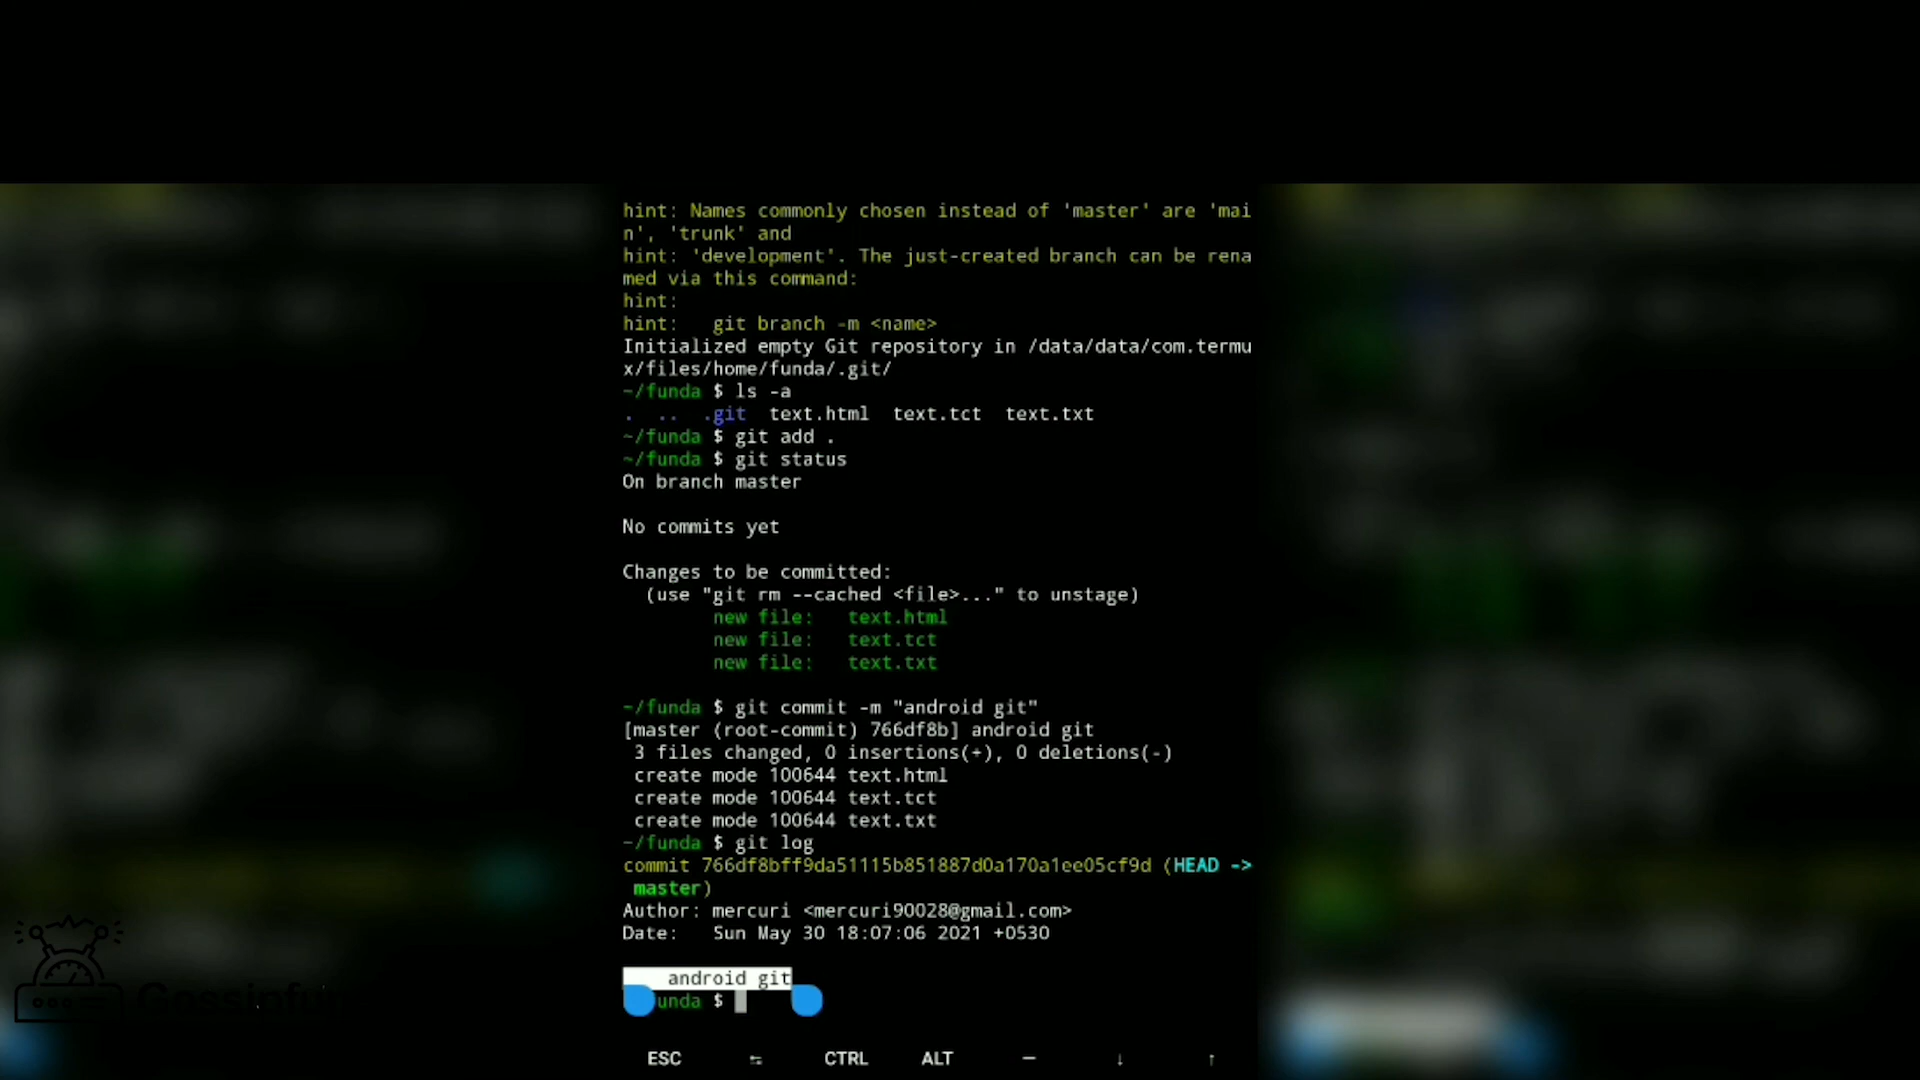 hint: Names commonly chosen instead of 'master' are 'mai
n', 'trunk' and
hint: 'development'. The just-created branch can be rena
med via this command:
hint:
hint:   git branch -m <name>
Initialized empty Git repository in /data/data/com.termu
x/files/home/funda/.git/
~/funda $ ls -a
.  ..  .git  text.html  text.tct  text.txt
~/funda $ git add .
~/funda $ git status
On branch master
No commits yet
Changes to be committed:
  (use "git rm --cached <file>..." to unstage)
        new file:   text.html
        new file:   text.tct
        new file:   text.txt
~/funda $ git commit -m "android git"
[master (root-commit) 766df8b] android git
 3 files changed, 0 insertions(+), 0 deletions(-)
 create mode 100644 text.html
 create mode 100644 text.tct
 create mode 100644 text.txt
~/funda $ git log
commit 766df8bff9da51115b851887d0a170a1ee05cf9d (HEAD ->
 master)
Author: mercuri <mercuri90028@gmail.com>
Date:   Sun May 30 18:07:06 2021 +0530
    android git
unda $
ESC ⇆ CTRL ALT — ↓ ↑